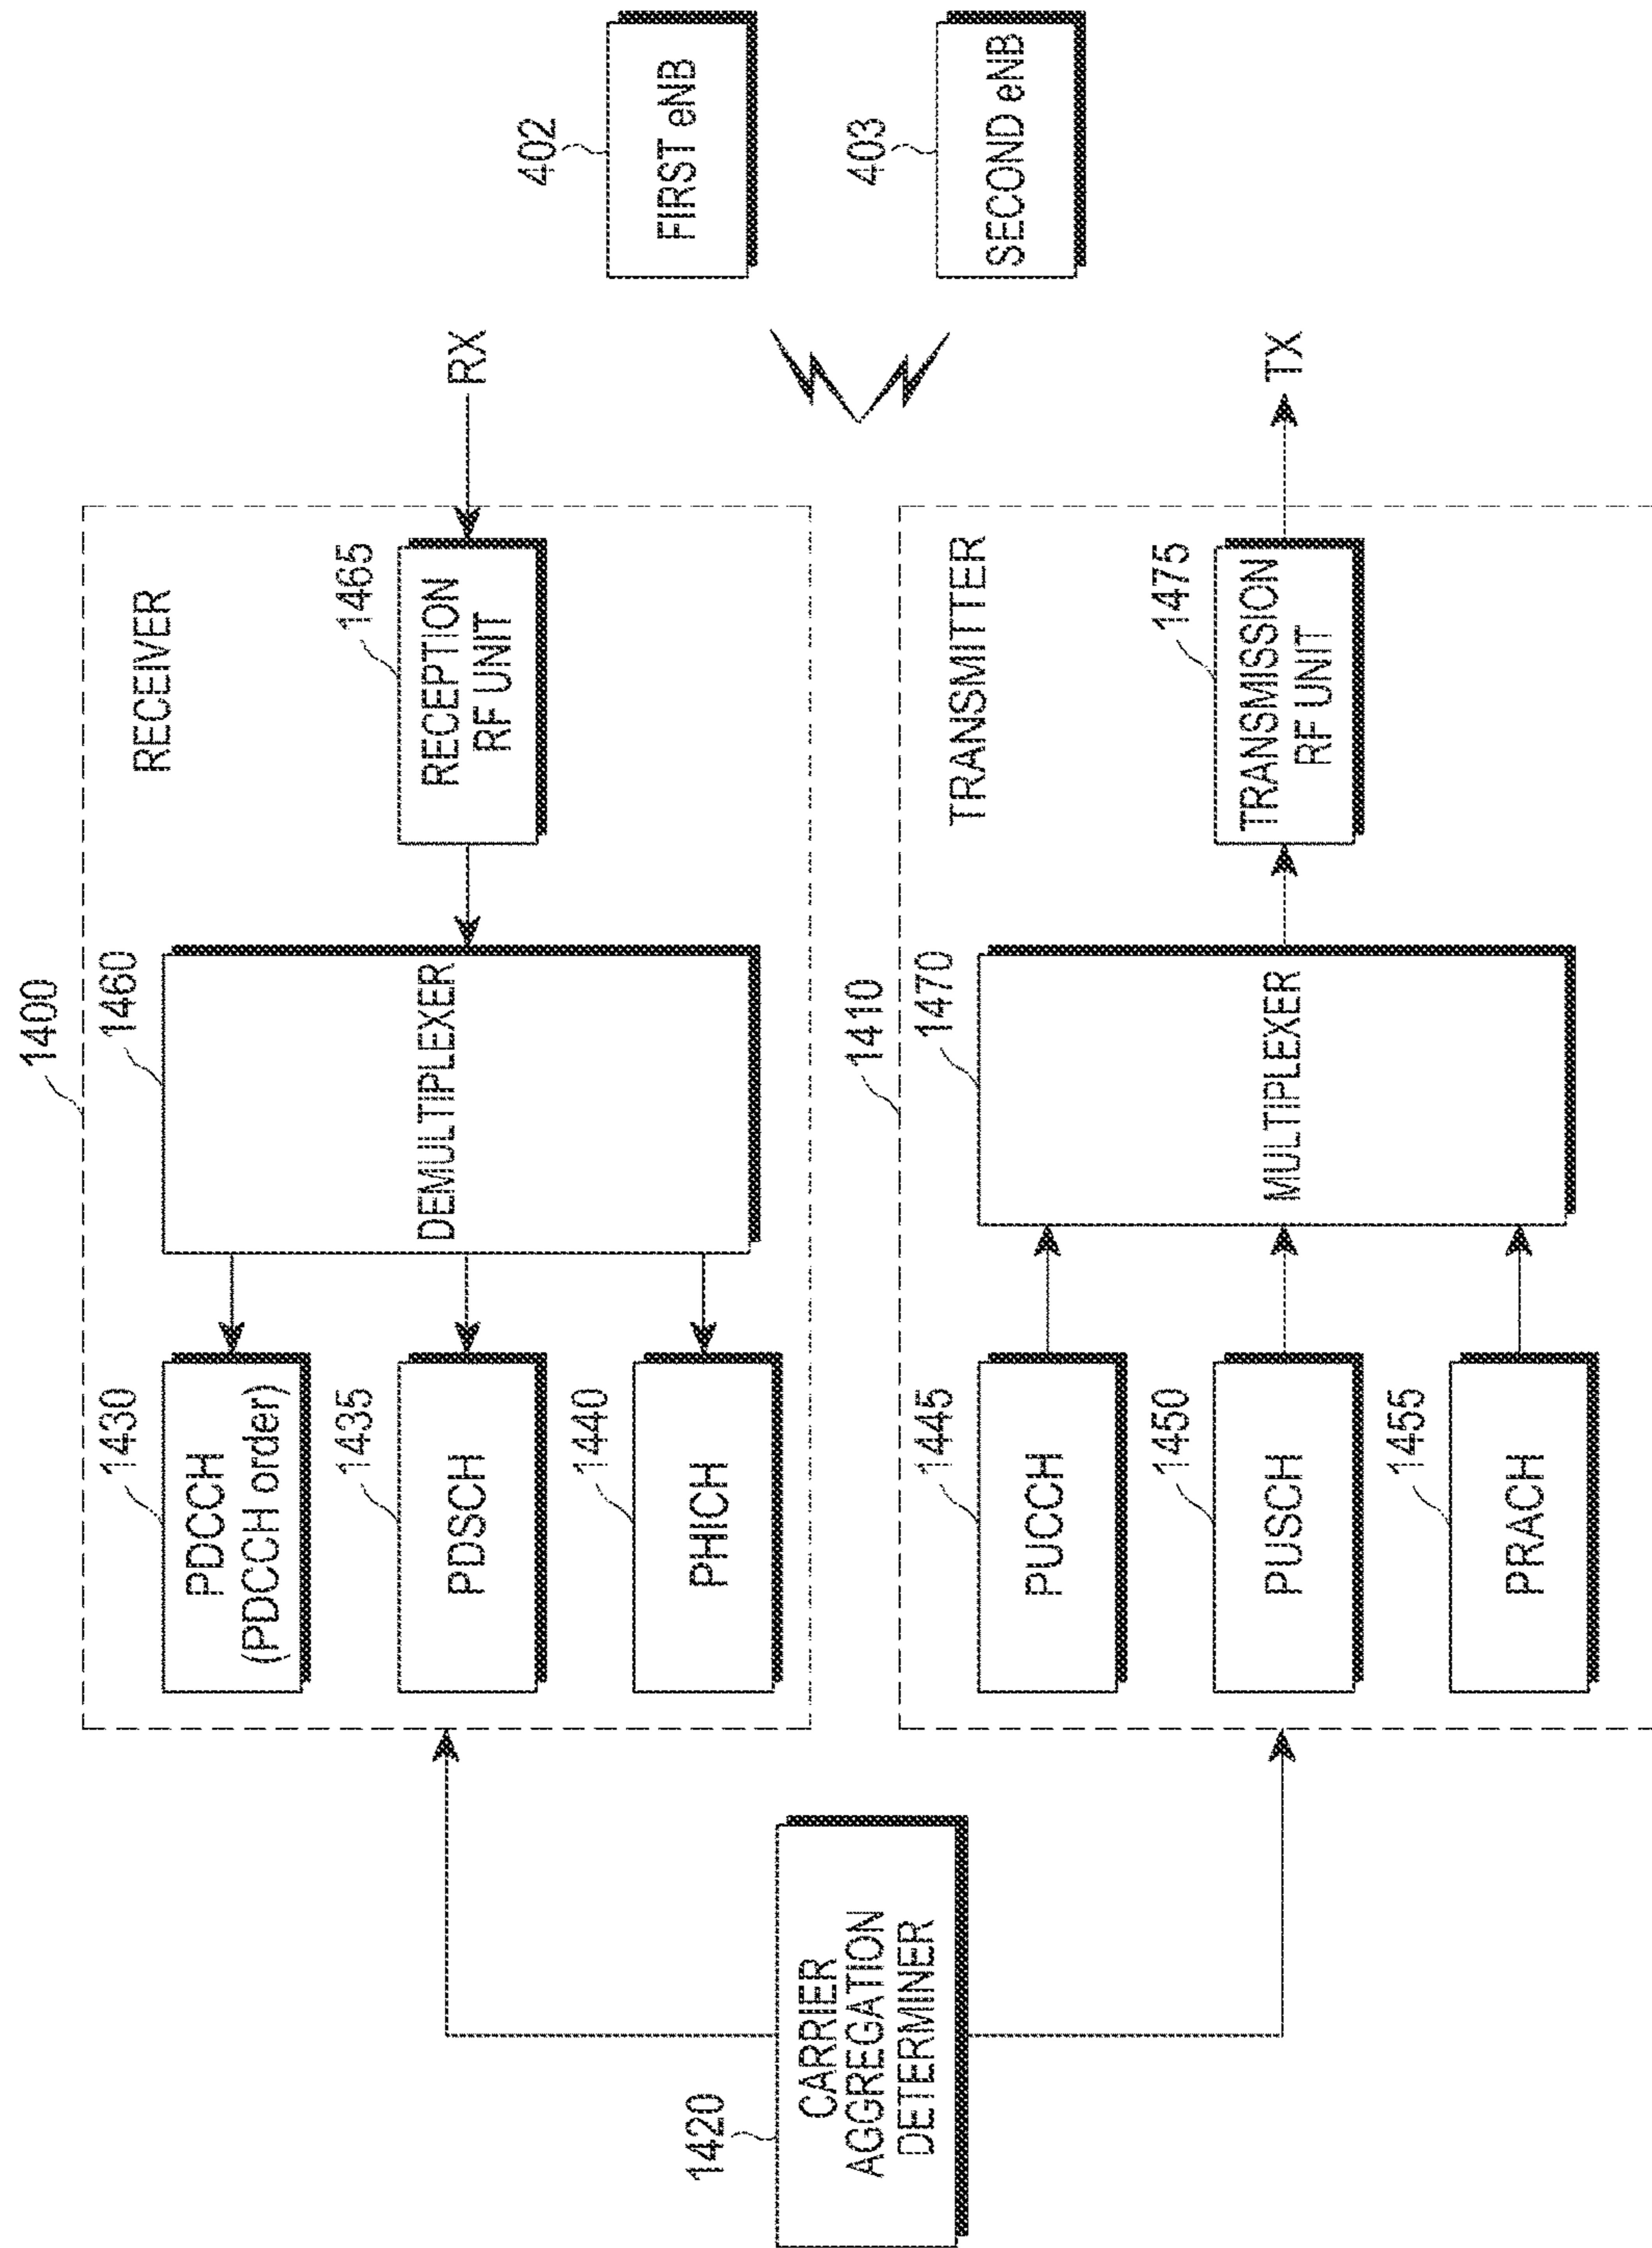 1400
RECEIVER
1430
PDCCH
(PDCCH order)
1460
DEMULTIPLEXER
1465
RECEPTION
RF UNIT
RX
1435
PDSCH
1440
PHICH
402
FIRST eNB
1420
CARRIER
AGGREGATION
DETERMINER
403
SECOND eNB
1410
TRANSMITTER
1445
PUCCH
1470
MULTIPLEXER
1475
TRANSMISSION
RF UNIT
TX
1450
PUSCH
1455
PRACH